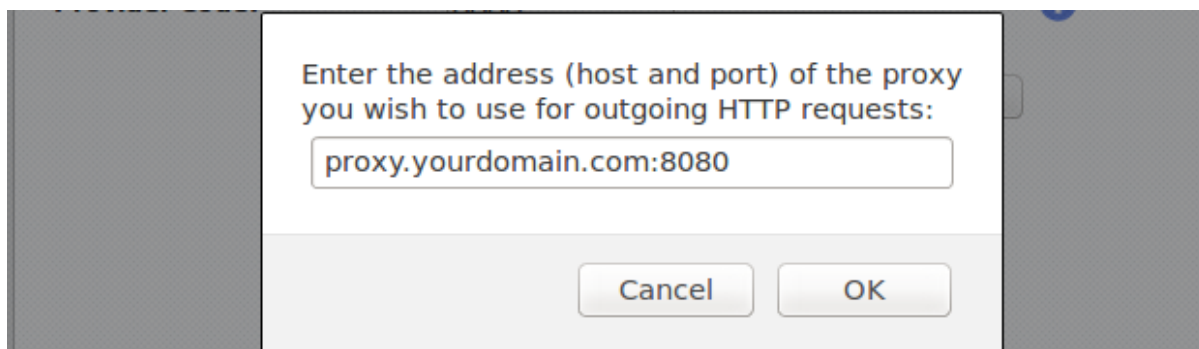 Enter the address (host and port) of the proxy
you wish to use for outgoing HTTP requests:
proxy.yourdomain.com:8080
Cancel OK